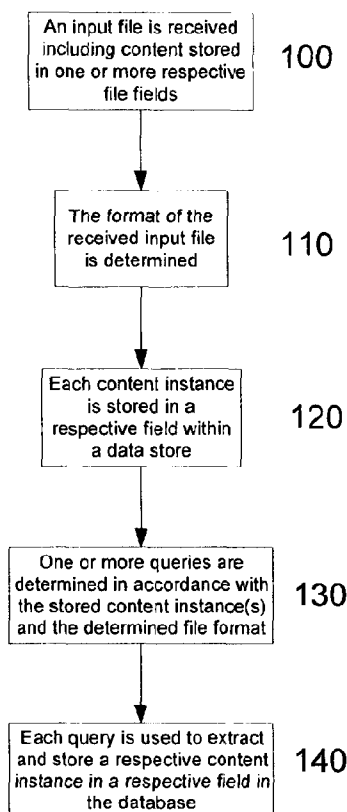 An input file is received
including content stored
in one or more respective
file fields
100
The format of the
received input file
is determined
110
Each content instance
is stored in a
respective field within
a data store
120
One or more queries are
determined in accordance with
the stored content instance(s)
and the determined file format
130
Each query is used to extract
and store a respective content
instance in a respective field in
the database
140